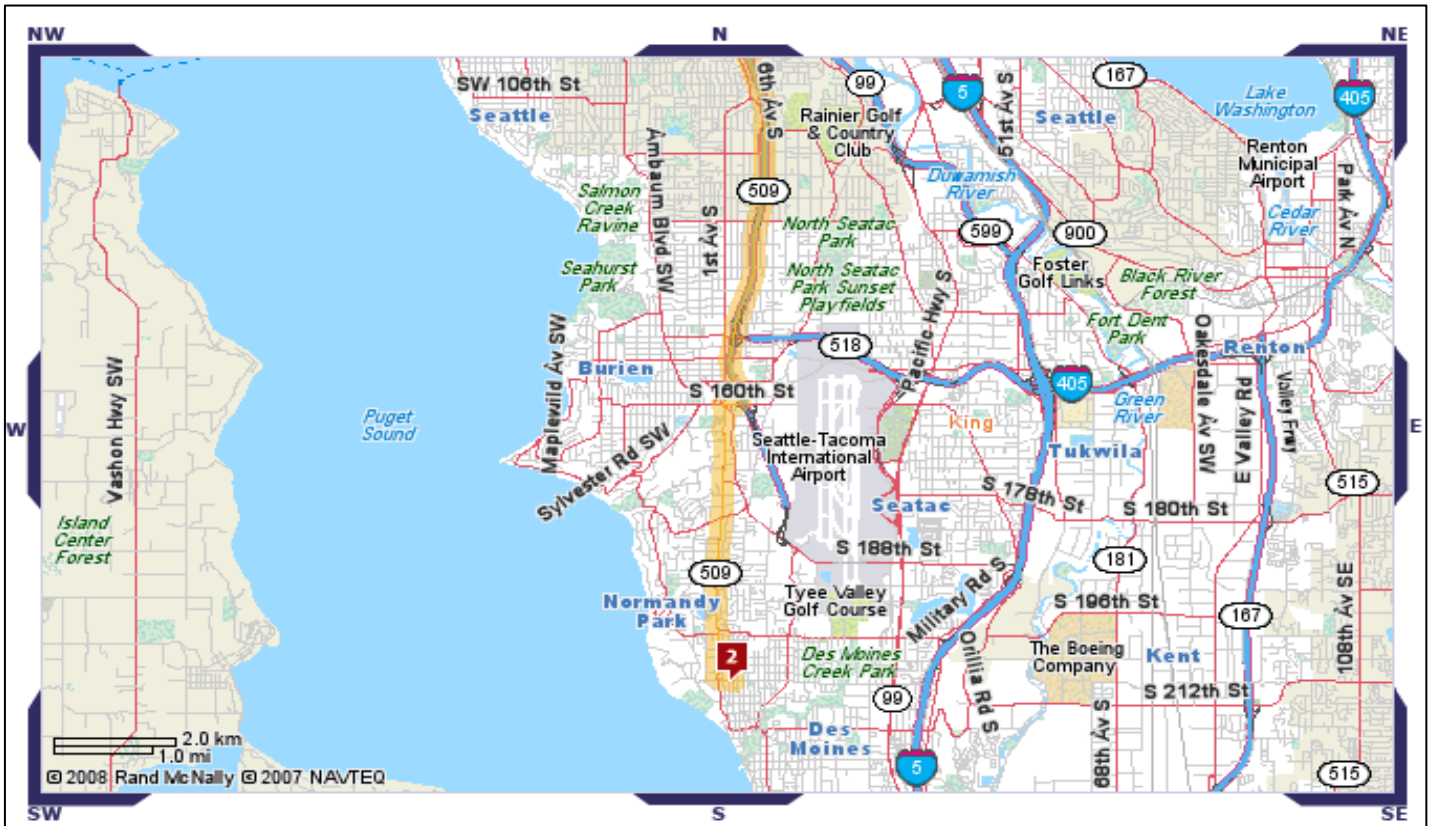 NW
N
NE
SW 106th St
Seattle
6th Av S
99
5
51st Av S
Seattle
167
Lake
Washington
405
Rainier Golf
& Country
Club
Ambaum Blvd SW
Renton
Municipal
Airport
Park Av N
Duwamish
River
Salmon
Creek
Ravine
509
1st Av S
North Seatac
Park
599
900
Cedar
River
Seahurst
Park
North Seatac
Park Sunset
Playfields
Pacific Hwy S
Foster
Golf Links
Black River
Forest
Fort Dent
Park
Oakesdale Av SW
Renton
Maplewild Av SW
Burien
518
S 160th St
405
Green
River
E Valley Rd
Valley Frwy
Vashon Hwy SW
Puget
Sound
King
W
E
Sylvester Rd SW
Seattle-Tacoma
International
Airport
Tukwila
S 178th St
515
Seatac
S 180th St
Island
Center
Forest
S 188th St
181
509
Normandy
Park
Tyee Valley
Golf Course
Military Rd S
S 196th St
167
108th Av SE
2
Des Moines
Creek Park
Orillia Rd S
The Boeing
Company
Kent
99
S 212th St
68th Av S
Des
Moines
5
515
2.0 km
1.0 mi
© 2008 Rand McNally © 2007 NAVTEQ
SW
S
SE